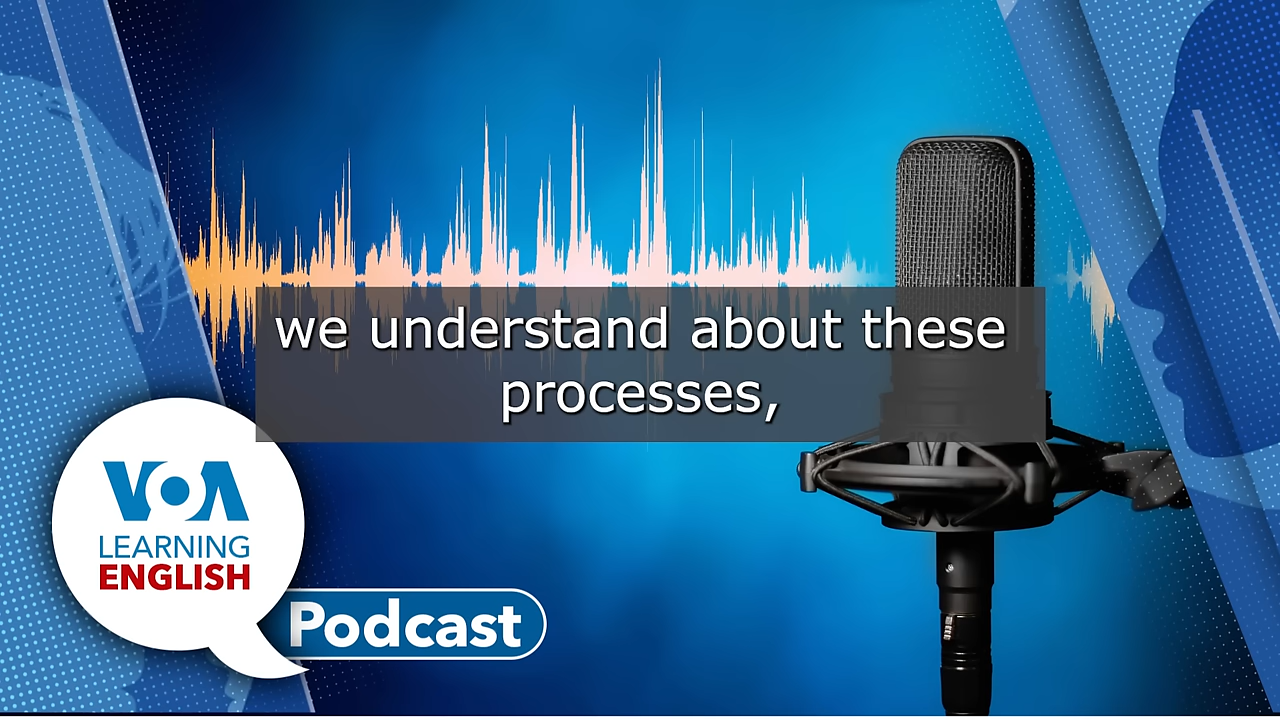 we understand about these
processes,
VOA
LEARNING
ENGLISH
Podcast